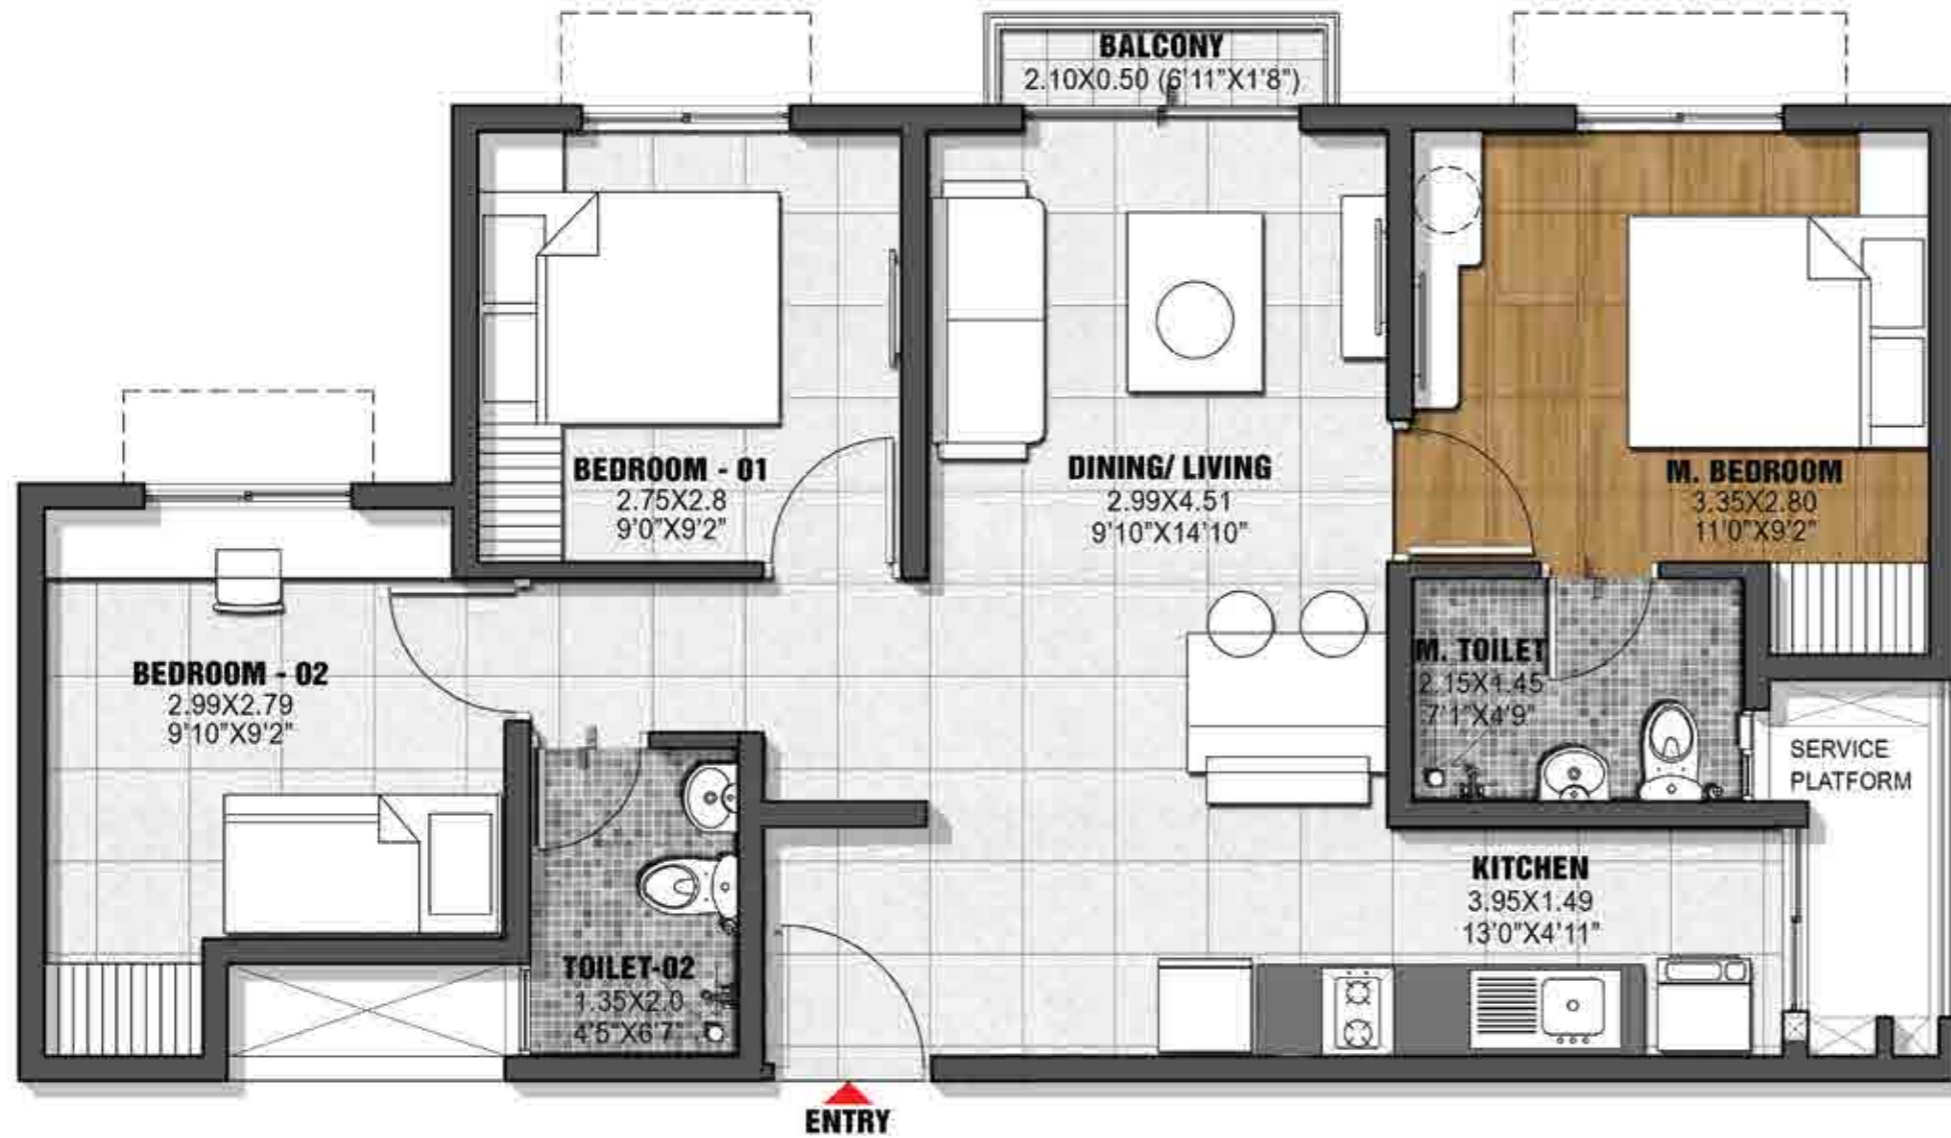 BALCONY
2.10X0.50 (6'11"X1'8")
BEDROOM - 01
2.75X2.8
9'0"X9'2"
DINING/ LIVING
2.99X4.51
9'10"X14'10"
M. BEDROOM
3.35X2.80
11'0"X9'2"
BEDROOM - 02
2.99X2.79
9'10"X9'2"
M. TOILET
2.15X1.45
7'1"X4'9"
SERVICE
PLATFORM
KITCHEN
3.95X1.49
13'0"X4'11"
TOILET-02
1.35X2.0
4'5"X6'7"
ENTRY